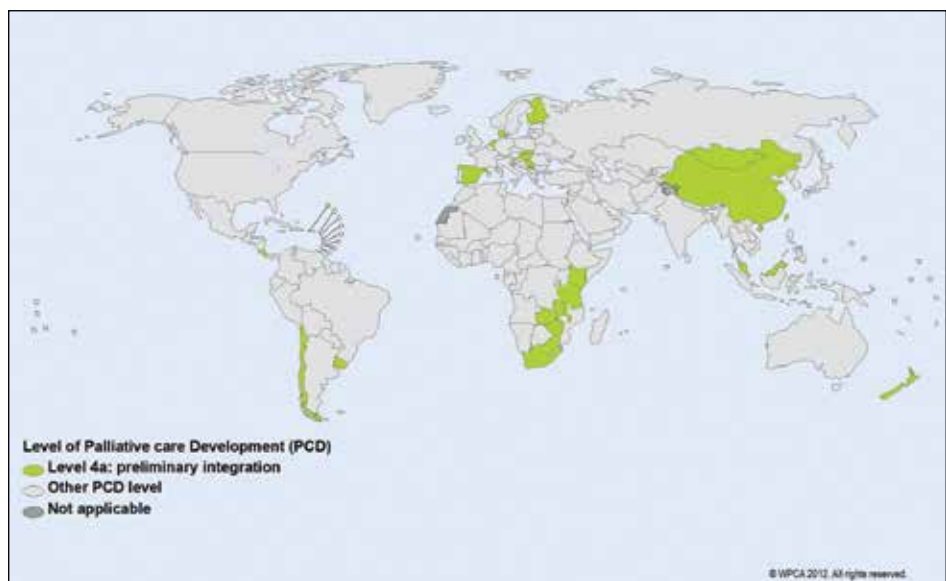 Level of Palliative care Development (PCD)
Level 4a: preliminary integration
Other PCD level
Not applicable
© WPCA 2012. All rights reserved.